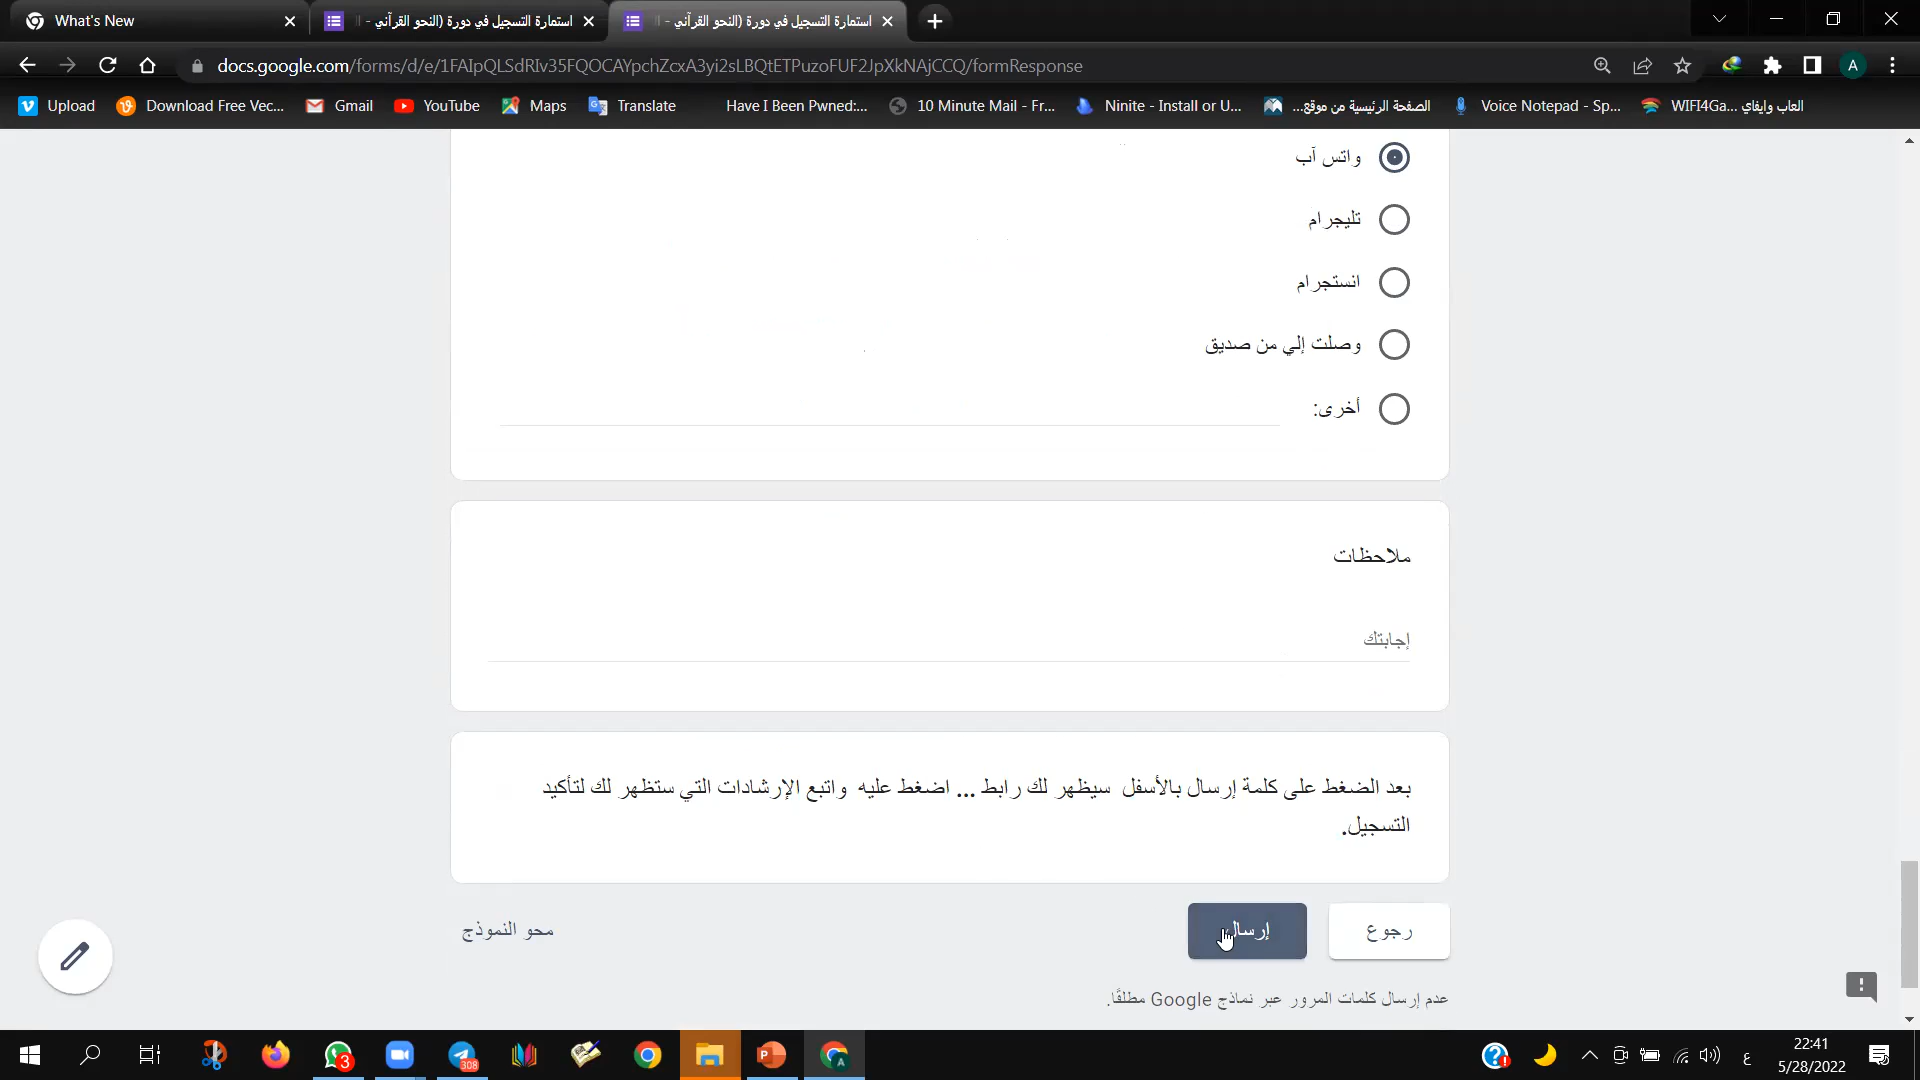 What's New
استمارة التسجيل في دورة (النحو القرآني -
استمارة التسجيل في دورة (النحو القرآني -
docs.google.com/forms/d/e/1FAIpQLSdRIv35FQOCAYpchZcxA3yi2sLBQtETPuzoFUF2JpXkNAjCCQ/formResponse
Upload
Download Free Vec...
Gmail
YouTube
Maps
Translate
Have I Been Pwned:...
10 Minute Mail - Fr...
Ninite - Install or U...
الصفحة الرئيسية من موقع...
Voice Notepad - Sp...
WIFI4Ga... العاب وايفاي
واتس آب
تليجرام
انستجرام
وصلت إلي من صديق
أخرى:
ملاحظات
إجابتك
بعد الضغط على كلمة إرسال بالأسفل سيظهر لك رابط ... اضغط عليه واتبع الإرشادات التي ستظهر لك لتأكيد
التسجيل.
رجوع
إرسال
محو النموذج
عدم إرسال كلمات المرور عبر نماذج Google مطلقًا.
3
308
ع
22:41
5/28/2022